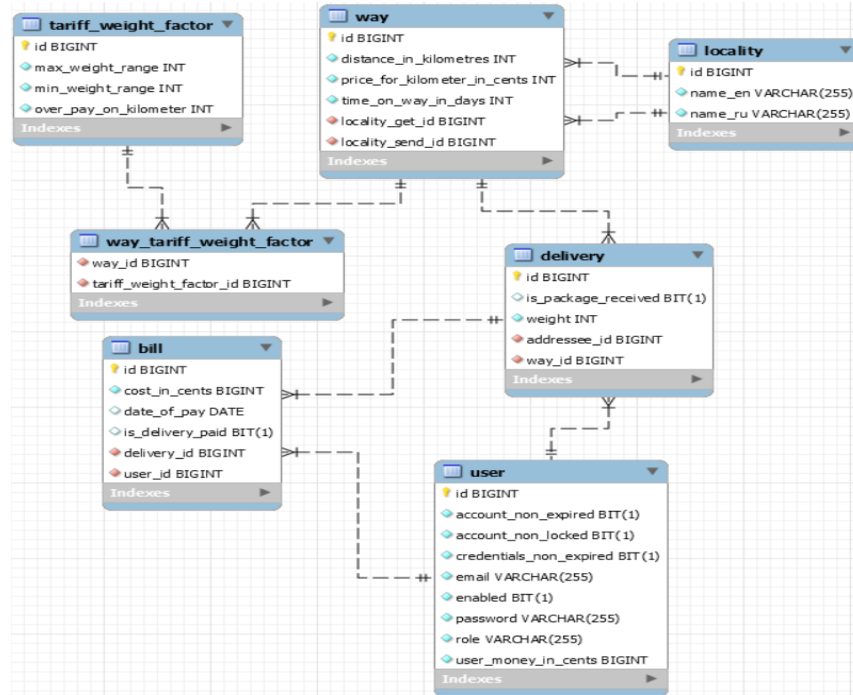 tariff_weight_factor
id BIGINT
max_weight_range INT
min_weight_range INT
over_pay_on_kilometer INT
Indexes
way
id BIGINT
distance_in_kilometres INT
price_for_kilometer_in_cents INT
time_on_way_in_days INT
locality_get_id BIGINT
locality_send_id BIGINT
Indexes
locality
id BIGINT
name_en VARCHAR(255)
name_ru VARCHAR(255)
Indexes
way_tariff_weight_factor
way_id BIGINT
tariff_weight_factor_id BIGINT
Indexes
delivery
id BIGINT
is_package_received BIT(1)
weight INT
addressee_id BIGINT
way_id BIGINT
Indexes
bill
id BIGINT
cost_in_cents BIGINT
date_of_pay DATE
is_delivery_paid BIT(1)
delivery_id BIGINT
user_id BIGINT
Indexes
user
id BIGINT
account_non_expired BIT(1)
account_non_locked BIT(1)
credentials_non_expired BIT(1)
email VARCHAR(255)
enabled BIT(1)
password VARCHAR(255)
role VARCHAR(255)
user_money_in_cents BIGINT
Indexes